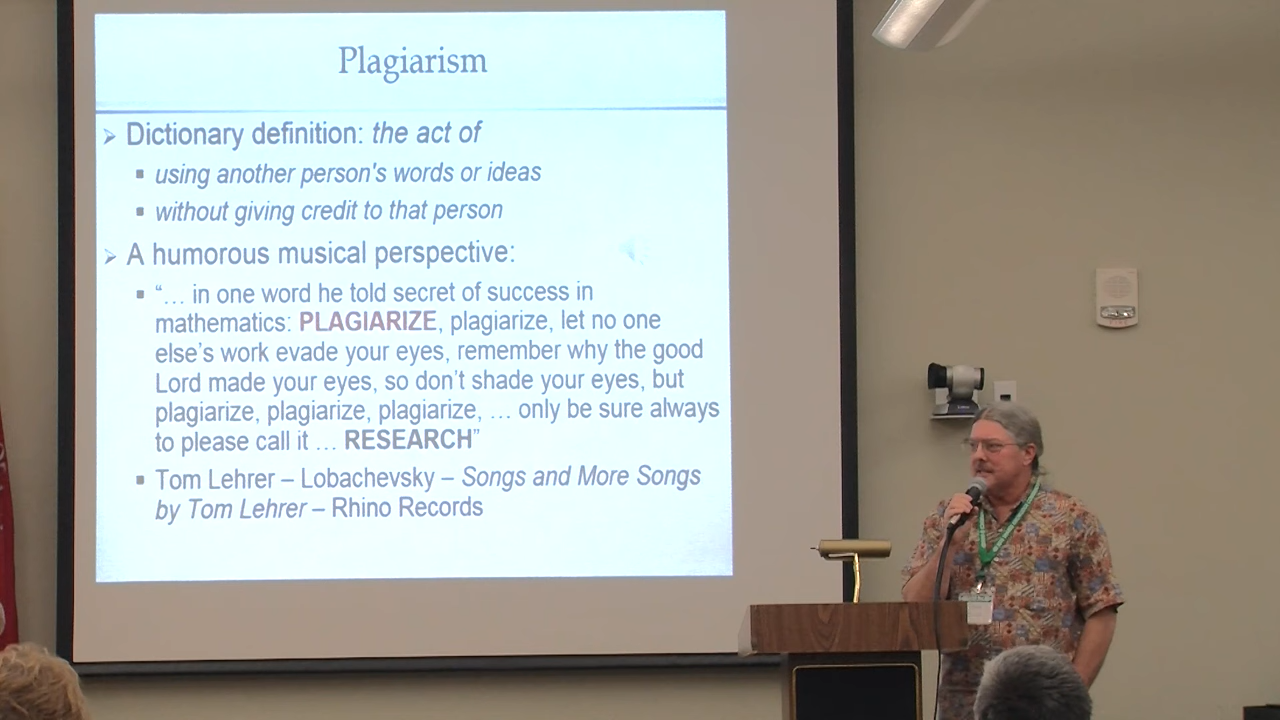 Plagiarism
Dictionary definition: the act of
using another person's words or ideas
without giving credit to that person
A humorous musical perspective:
"… in one word he told secret of success in
mathematics: PLAGIARIZE, plagiarize, let no one
else's work evade your eyes, remember why the good
Lord made your eyes, so don't shade your eyes, but
plagiarize, plagiarize, plagiarize, … only be sure always
to please call it … RESEARCH"
Tom Lehrer – Lobachevsky – Songs and More Songs
by Tom Lehrer – Rhino Records